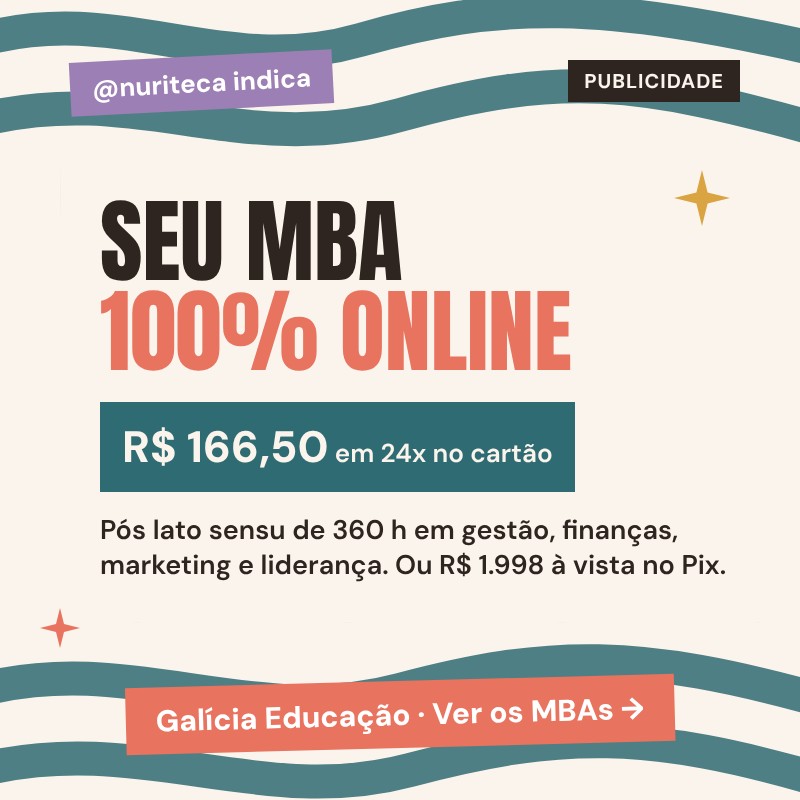 @nuriteca indica
PUBLICIDADE
SEU MBA
100% ONLINE
R$ 166,50 em 24x no cartão
Pós lato sensu de 360 h em gestão, finanças,
marketing e liderança. Ou R$ 1.998 à vista no Pix.
Galícia Educação · Ver os MBAs →